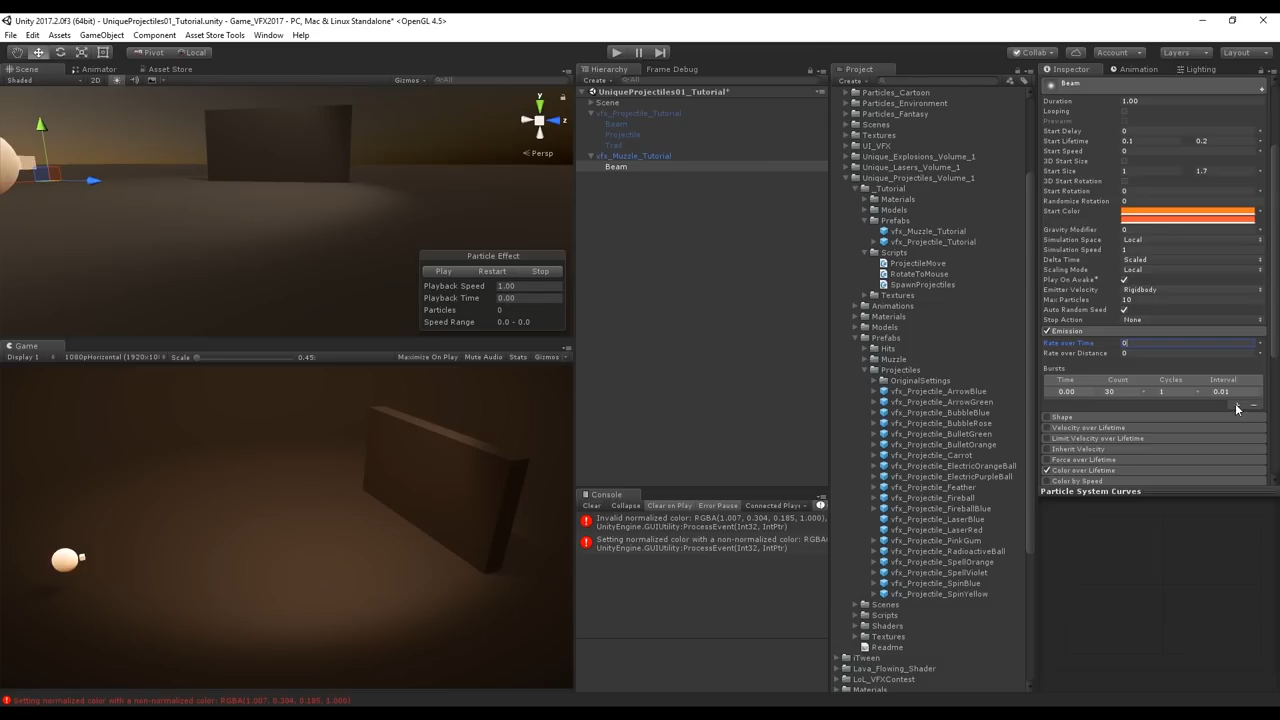 Unity 2017.2.0f3 (64bit) - UniqueProjectiles01_Tutorial.unity - Game_VFX2017 - PC, Mac & Linux Standalone* <OpenGL 4.5>
File Edit Assets GameObject Component Asset Store Tools Window Help
Pivot Local Collab Account Layers Layout
Scene Animator Asset Store
Shaded 2D Gizmos All
y
z
Persp
Particle Effect
Play Restart Stop
Playback Speed 1.00
Playback Time 0.00
Particles 0
Speed Range 0.0 - 0.0
Game
Display 1 1080pHorizontal (1920x10 Scale 0.45: Maximize On Play Mute Audio Stats Gizmos
Hierarchy Frame Debug
Create All
UniqueProjectiles01_Tutorial*
Scene
vfx_Projectile_Tutorial
Beam
Projectile
Trail
vfx_Muzzle_Tutorial
Beam
Console
Clear Collapse Clear on Play Error Pause Connected Playe
Invalid normalized color: RGBA(1.007, 0.304, 0.185, 1.000),
UnityEngine.GUIUtility:ProcessEvent(Int32, IntPtr)
Setting normalized color with a non-normalized color: RGBA
UnityEngine.GUIUtility:ProcessEvent(Int32, IntPtr)
Project
Create
Particles_Cartoon
Particles_Environment
Particles_Fantasy
Scenes
Textures
UI_VFX
Unique_Explosions_Volume_1
Unique_Lasers_Volume_1
Unique_Projectiles_Volume_1
_Tutorial
Materials
Models
Prefabs
vfx_Muzzle_Tutorial
vfx_Projectile_Tutorial
Scripts
ProjectileMove
RotateToMouse
SpawnProjectiles
Textures
Animations
Materials
Models
Prefabs
Hits
Muzzle
Projectiles
OriginalSettings
vfx_Projectile_ArrowBlue
vfx_Projectile_ArrowGreen
vfx_Projectile_BubbleBlue
vfx_Projectile_BubbleRose
vfx_Projectile_BulletGreen
vfx_Projectile_BulletOrange
vfx_Projectile_Carrot
vfx_Projectile_ElectricOrangeBall
vfx_Projectile_ElectricPurpleBall
vfx_Projectile_Feather
vfx_Projectile_Fireball
vfx_Projectile_FireballBlue
vfx_Projectile_LaserBlue
vfx_Projectile_LaserRed
vfx_Projectile_PinkGum
vfx_Projectile_RadioactiveBall
vfx_Projectile_SpellOrange
vfx_Projectile_SpellViolet
vfx_Projectile_SpinBlue
vfx_Projectile_SpinYellow
Scenes
Scripts
Shaders
Textures
Readme
iTween
Lava_Flowing_Shader
LoL_VFXContest
Materials
Inspector Animation Lighting
Beam
Duration 1.00
Looping
Prewarm
Start Delay 0
Start Lifetime 0.1 0.2
Start Speed 0
3D Start Size
Start Size 1 1.7
3D Start Rotation
Start Rotation 0
Randomize Rotation 0
Start Color
Gravity Modifier 0
Simulation Space Local
Simulation Speed 1
Delta Time Scaled
Scaling Mode Local
Play On Awake*
Emitter Velocity Rigidbody
Max Particles 10
Auto Random Seed
Stop Action None
Emission
Rate over Time 0
Rate over Distance 0
Bursts
Time Count Cycles Interval
0.00 30 1 0.01
Shape
Velocity over Lifetime
Limit Velocity over Lifetime
Inherit Velocity
Force over Lifetime
Color over Lifetime
Color by Speed
Particle System Curves
Setting normalized color with a non-normalized color: RGBA(1.007, 0.304, 0.185, 1.000)